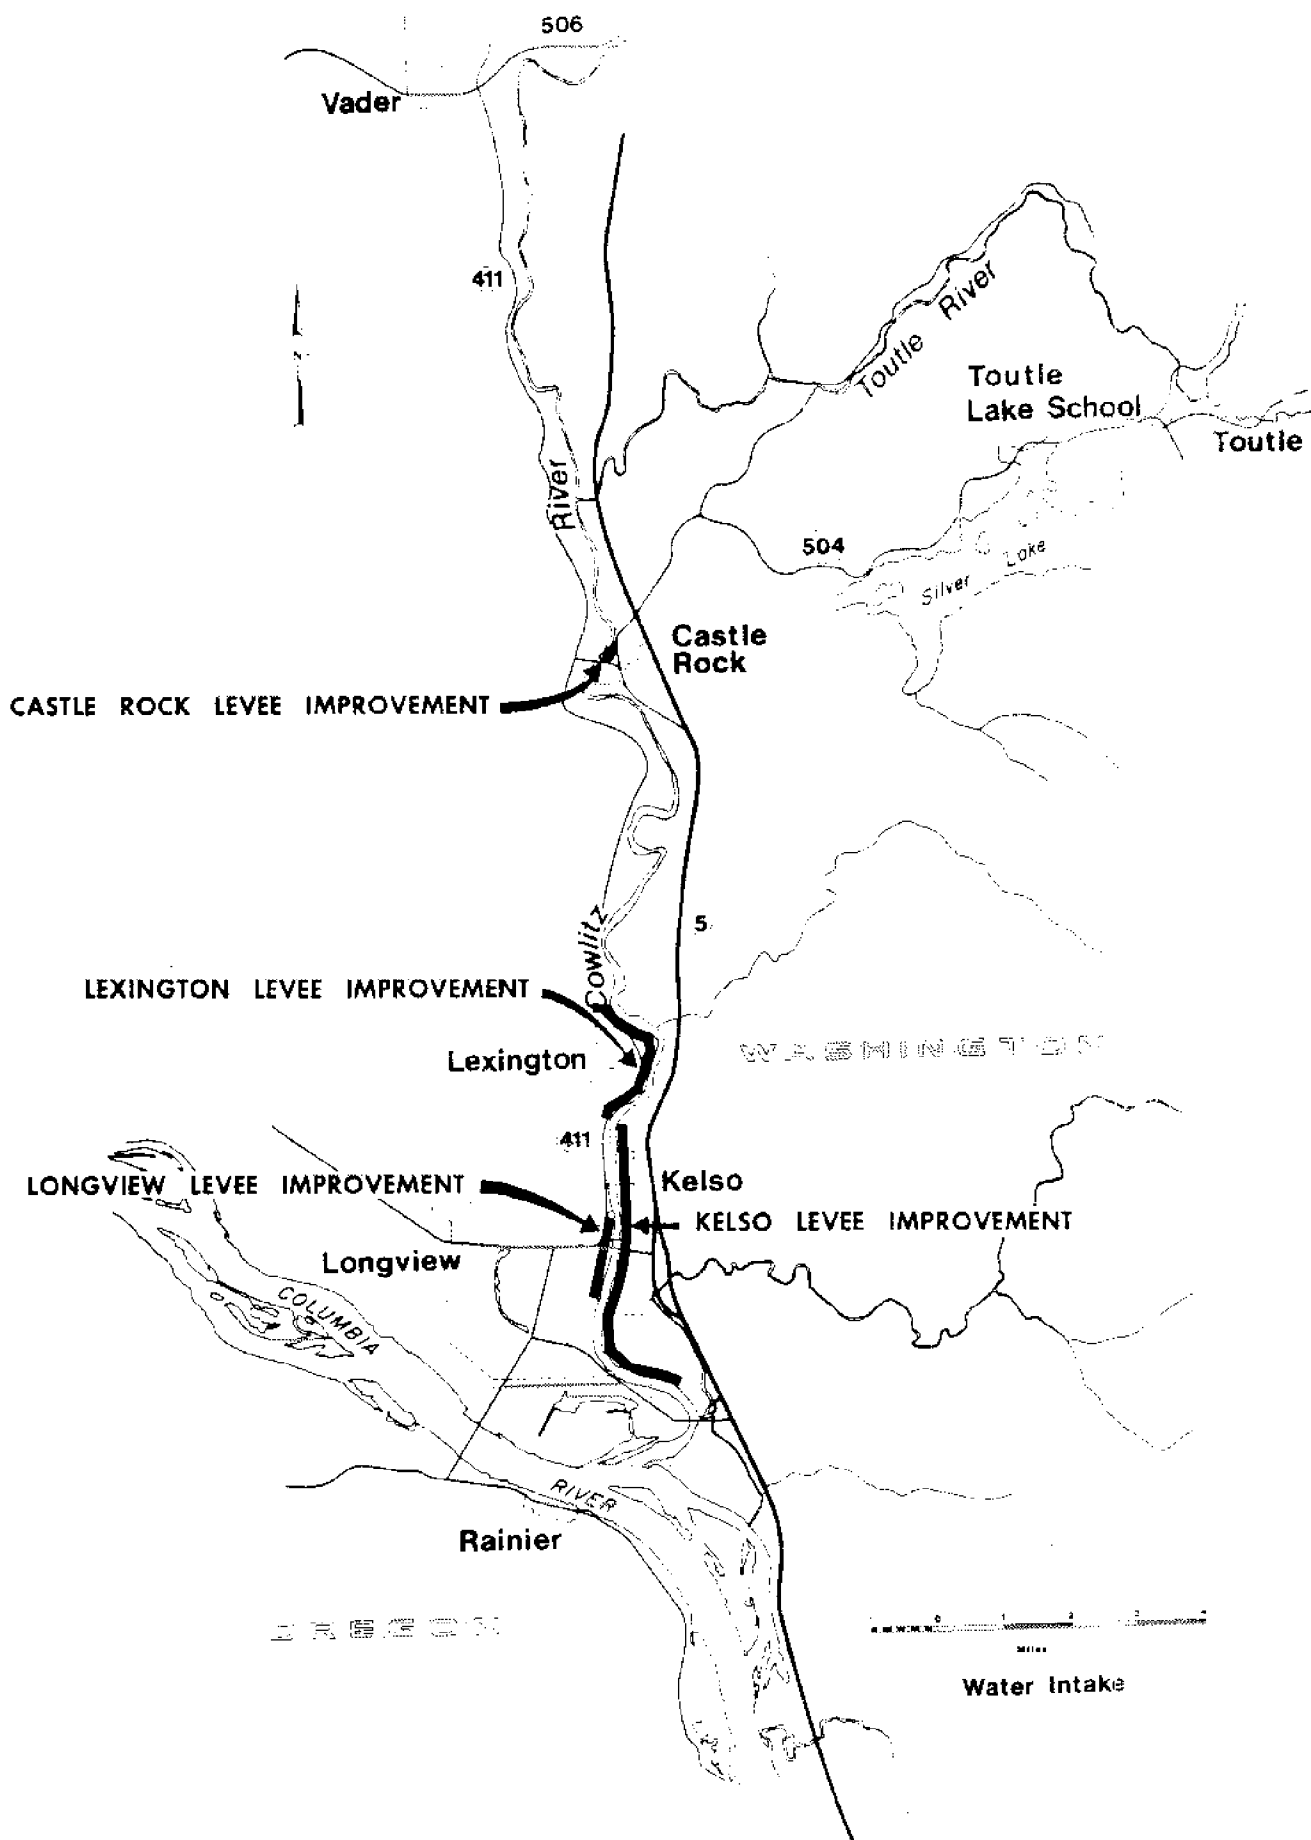 506
Vader
411
N
Toutle River
Toutle
Lake School
Toutle
River
504
Silver Lake
Castle
Rock
CASTLE ROCK LEVEE IMPROVEMENT
5
Cowlitz
LEXINGTON LEVEE IMPROVEMENT
WASHINGTON
Lexington
411
Kelso
LONGVIEW LEVEE IMPROVEMENT
KELSO LEVEE IMPROVEMENT
Longview
COLUMBIA
RIVER
Rainier
OREGON
0 1 2 3 4
Miles
Water Intake